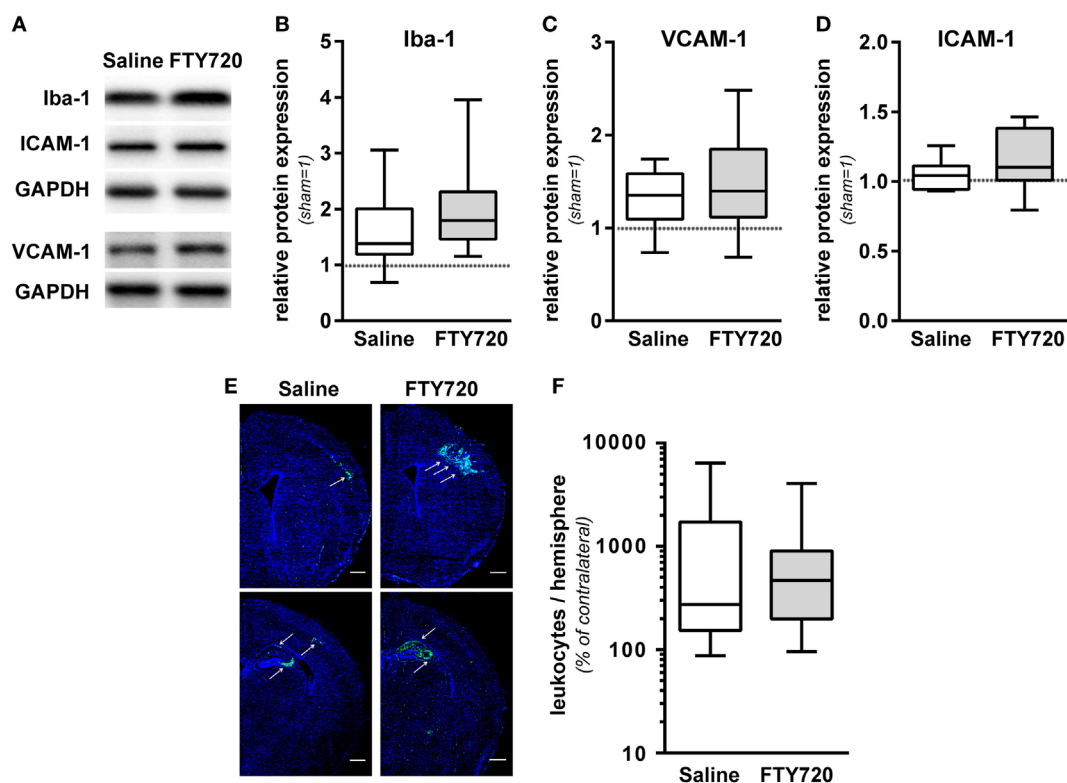 A
Saline FTY720
Iba-1
ICAM-1
GAPDH
VCAM-1
GAPDH
B
Iba-1
relative protein expression
(sham=1)
5
4
3
2
1
0
Saline FTY720
C
VCAM-1
relative protein expression
(sham=1)
3
2
1
0
Saline FTY720
D
ICAM-1
relative protein expression
(sham=1)
2.0
1.5
1.0
0.5
0.0
Saline FTY720
E
Saline FTY720
F
leukocytes / hemisphere
(% of contralateral)
10000
1000
100
10
Saline FTY720